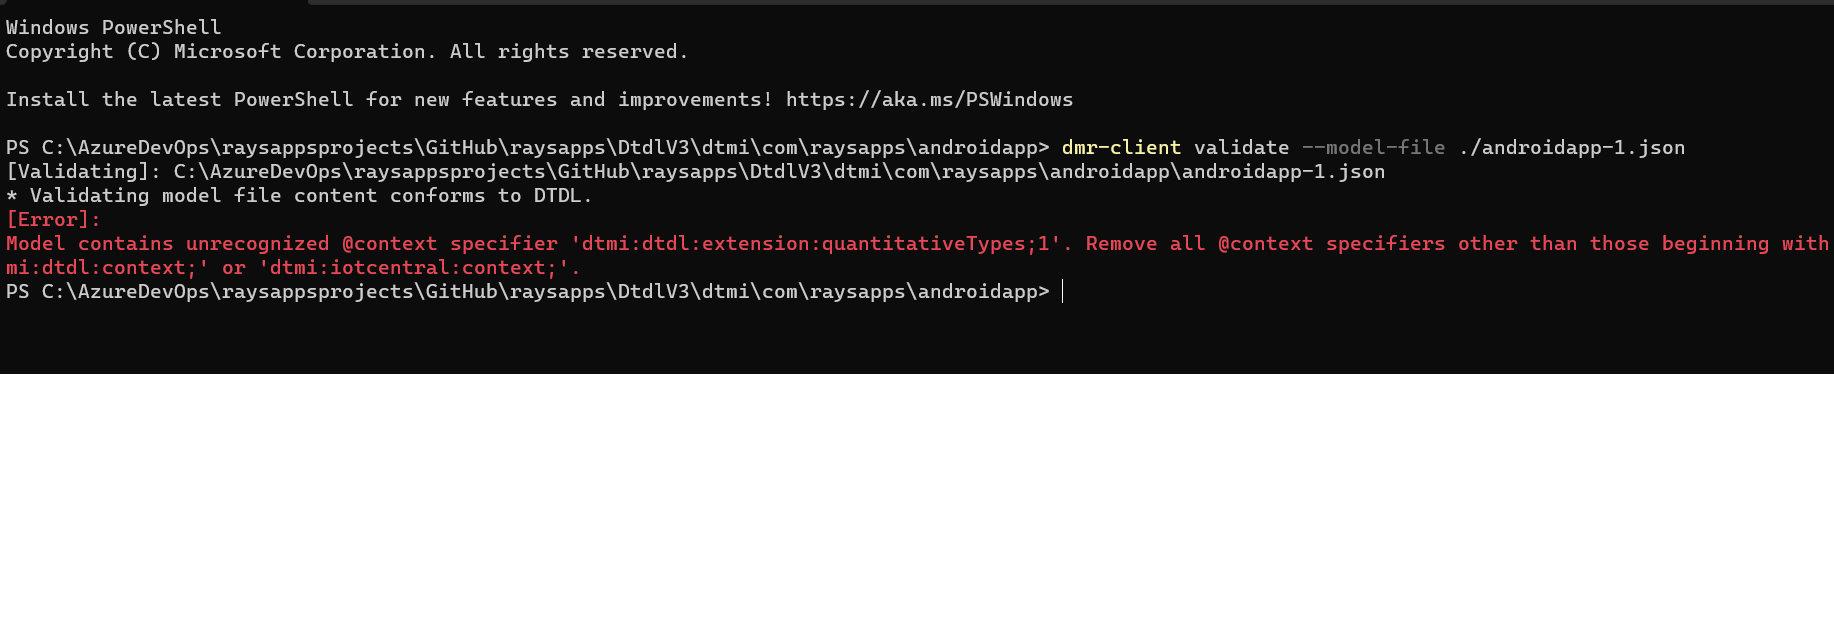 Windows PowerShell
Copyright (C) Microsoft Corporation. All rights reserved.
Install the latest PowerShell for new features and improvements! https://aka.ms/PSWindows
PS C:\AzureDevOps\raysappsprojects\GitHub\raysapps\DtdlV3\dtmi\com\raysapps\androidapp> dmr-client validate --model-file ./androidapp-1.json
[Validating]: C:\AzureDevOps\raysappsprojects\GitHub\raysapps\DtdlV3\dtmi\com\raysapps\androidapp\androidapp-1.json
* Validating model file content conforms to DTDL.
[Error]:
Model contains unrecognized @context specifier 'dtmi:dtdl:extension:quantitativeTypes;1'. Remove all @context specifiers other than those beginning with
mi:dtdl:context;' or 'dtmi:iotcentral:context;'.
PS C:\AzureDevOps\raysappsprojects\GitHub\raysapps\DtdlV3\dtmi\com\raysapps\androidapp>